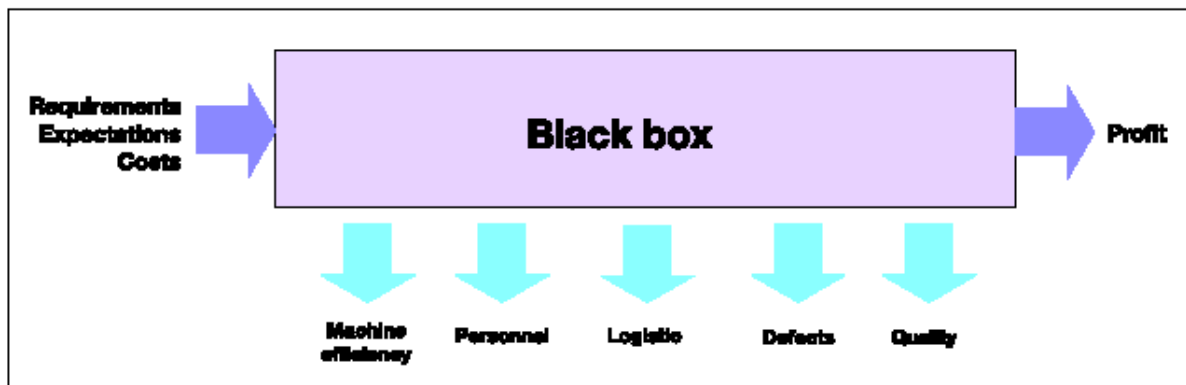 Requirements
Expectations
Costs
Black box
Profit
Machine
efficiency
Personnel
Logistic
Defects
Quality